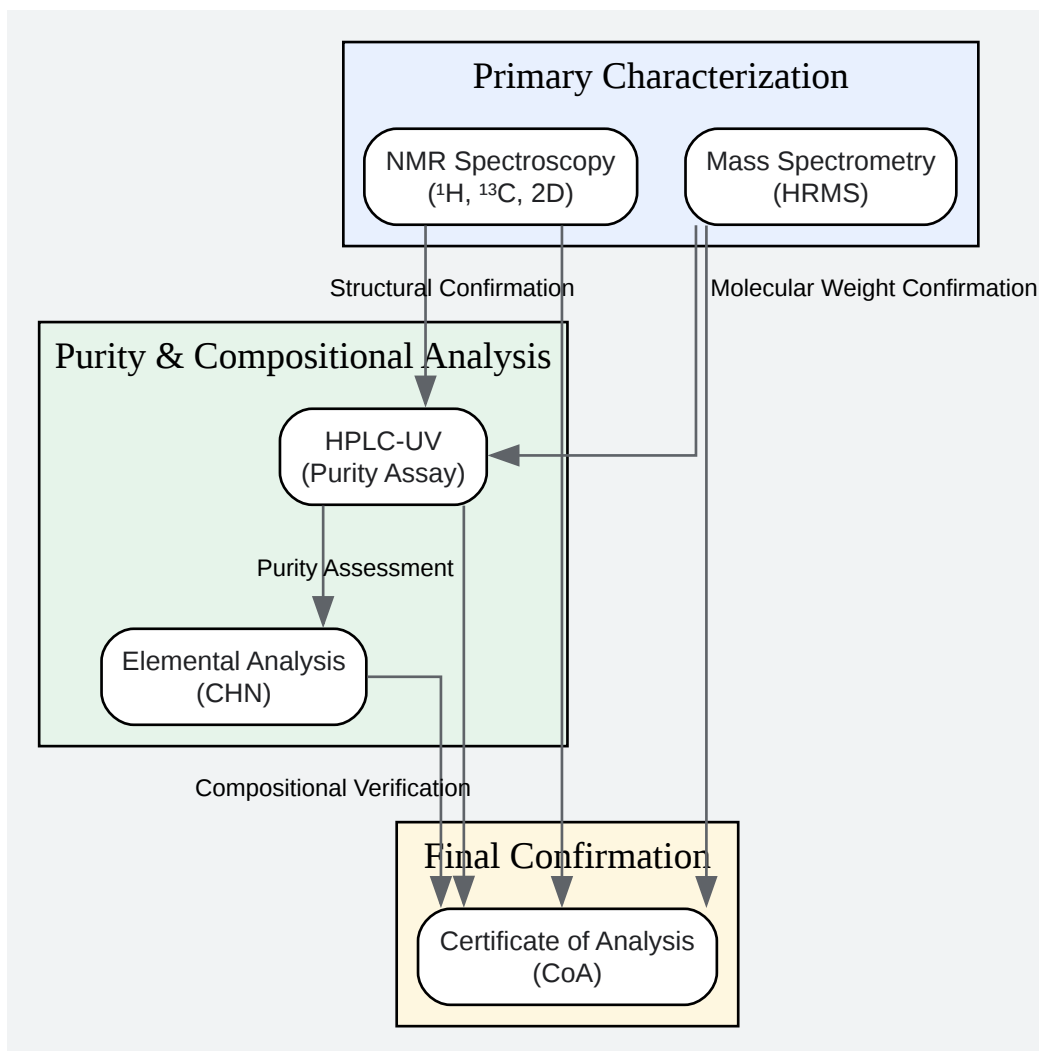 Primary Characterization
NMR Spectroscopy
(¹H, ¹³C, 2D)
Mass Spectrometry
(HRMS)
Structural Confirmation
Molecular Weight Confirmation
Purity & Compositional Analysis
HPLC-UV
(Purity Assay)
Purity Assessment
Elemental Analysis
(CHN)
Compositional Verification
Final Confirmation
Certificate of Analysis
(CoA)